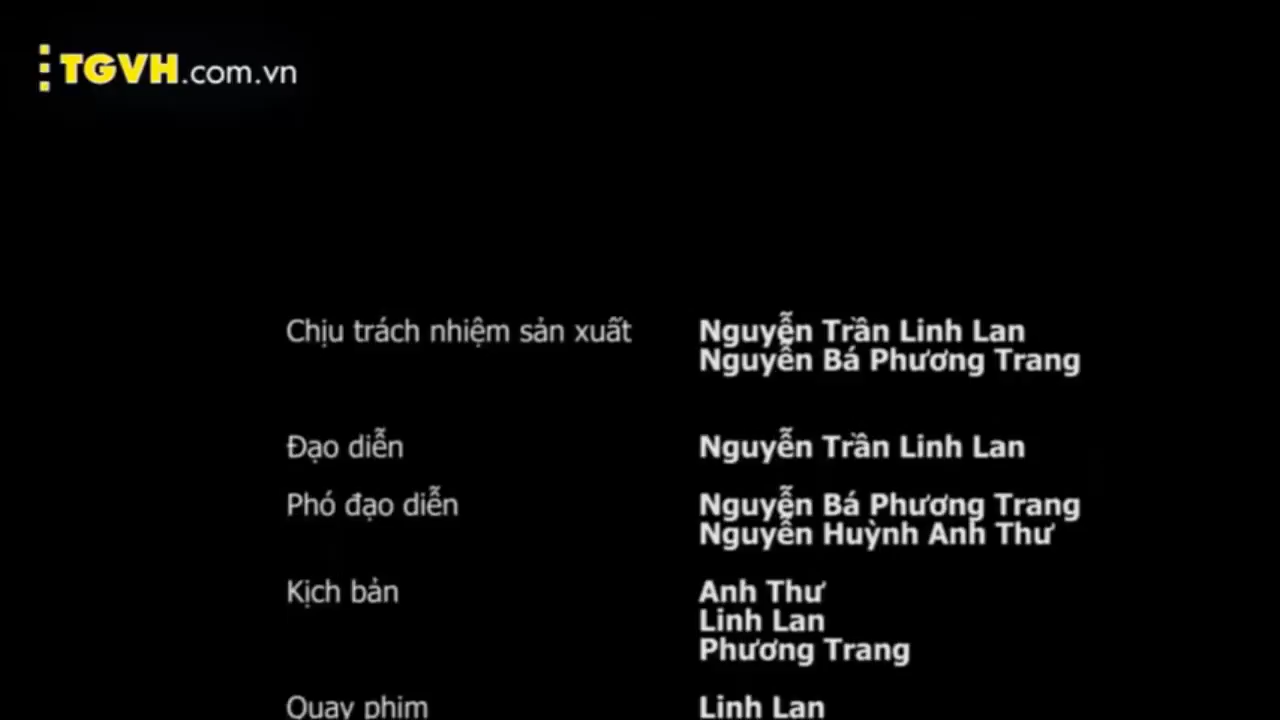 TGVH.com.vn
Chịu trách nhiệm sản xuất Nguyễn Trần Linh Lan
Nguyễn Bá Phương Trang
Đạo diễn Nguyễn Trần Linh Lan
Phó đạo diễn Nguyễn Bá Phương Trang
Nguyễn Huỳnh Anh Thư
Kịch bản Anh Thư
Linh Lan
Phương Trang
Quay phim Linh Lan